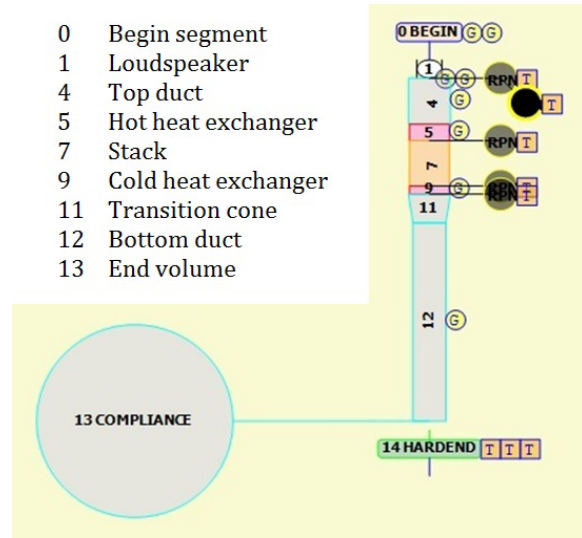 0 Begin segment
1 Loudspeaker
4 Top duct
5 Hot heat exchanger
7 Stack
9 Cold heat exchanger
11 Transition cone
12 Bottom duct
13 End volume
0 BEGIN G G
1
G G RPN T
4 G
T
5 G
RPN T
7
9 G RPN T
RPN T
11
12 G
13 COMPLIANCE
14 HARDEND T T T